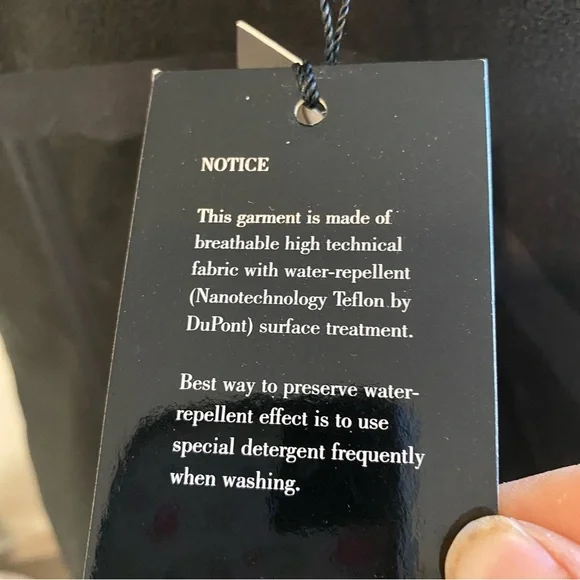 NOTICE
This garment is made of
breathable high technical
fabric with water-repellent
(Nanotechnology Teflon by
DuPont) surface treatment.
Best way to preserve water-
repellent effect is to use
special detergent frequently
when washing.